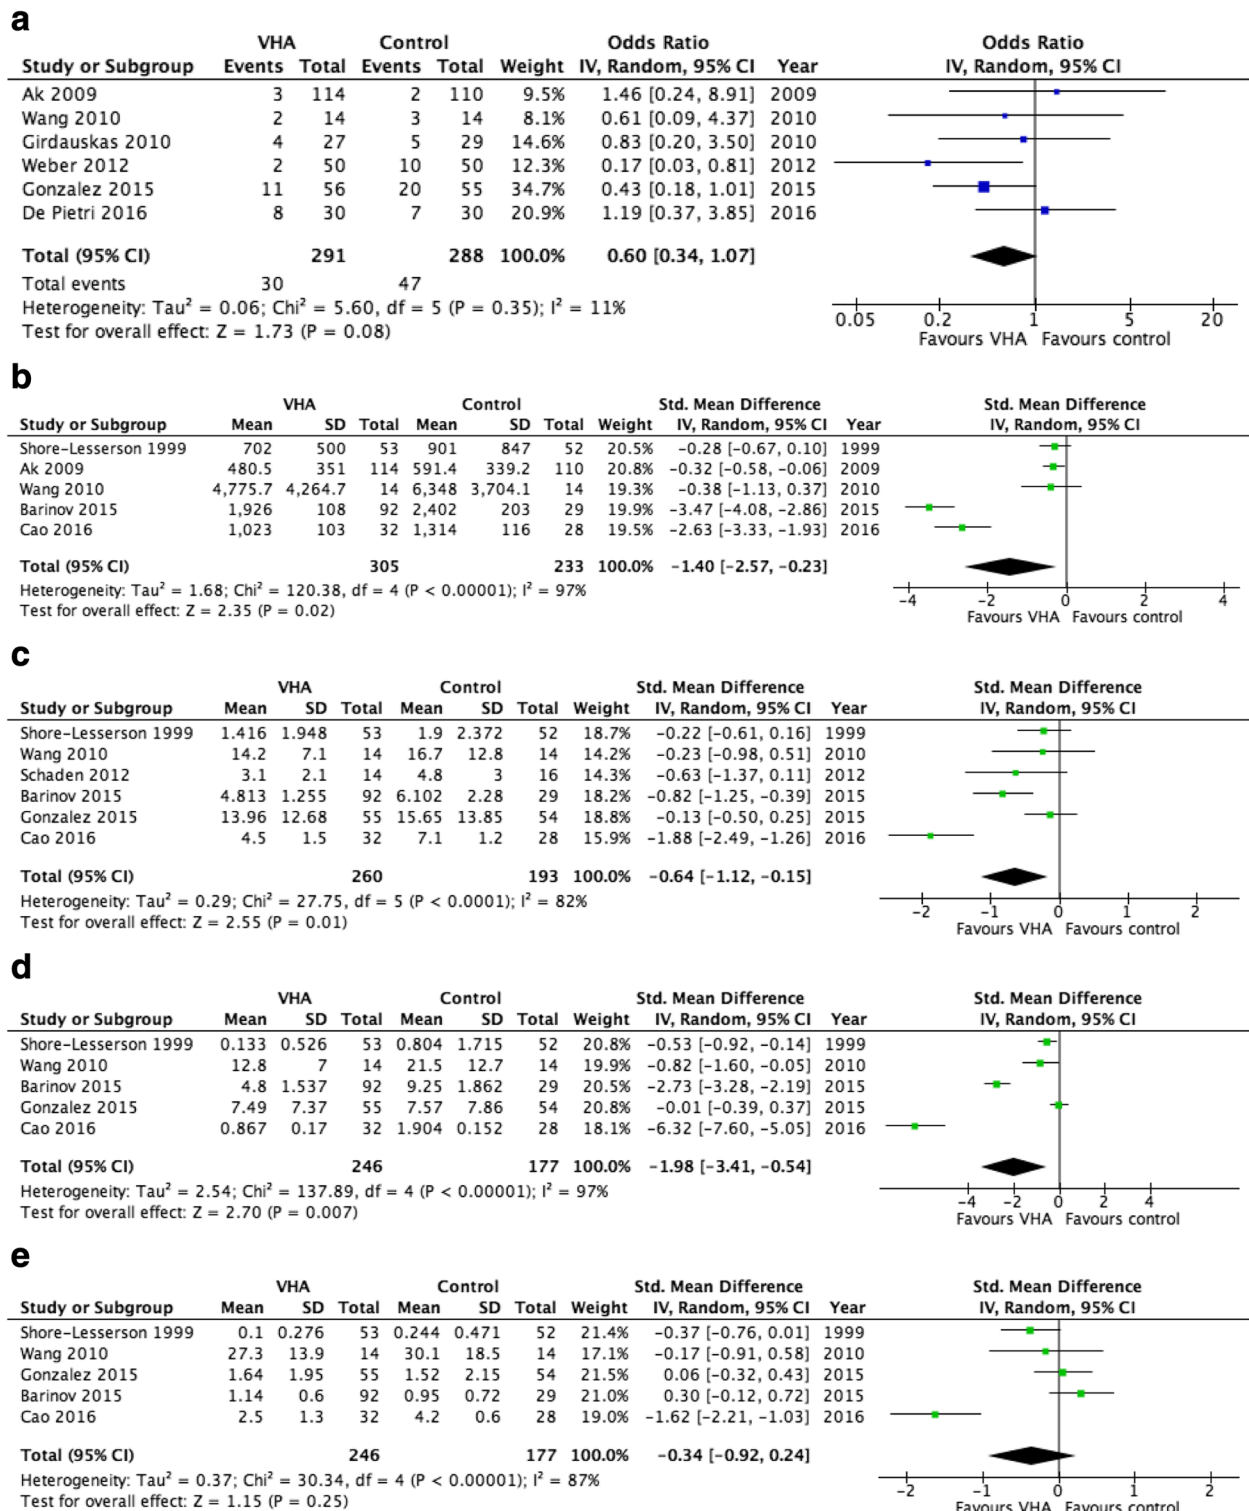 a
VHA Control Odds Ratio Odds Ratio
Study or Subgroup Events Total Events Total Weight IV, Random, 95% CI Year IV, Random, 95% CI
Ak 2009 3 114 2 110 9.5% 1.46 [0.24, 8.91] 2009
Wang 2010 2 14 3 14 8.1% 0.61 [0.09, 4.37] 2010
Girdauskas 2010 4 27 5 29 14.6% 0.83 [0.20, 3.50] 2010
Weber 2012 2 50 10 50 12.3% 0.17 [0.03, 0.81] 2012
Gonzalez 2015 11 56 20 55 34.7% 0.43 [0.18, 1.01] 2015
De Pietri 2016 8 30 7 30 20.9% 1.19 [0.37, 3.85] 2016
Total (95% CI) 291 288 100.0% 0.60 [0.34, 1.07]
Total events 30 47
Heterogeneity: Tau² = 0.06; Chi² = 5.60, df = 5 (P = 0.35); I² = 11%
Test for overall effect: Z = 1.73 (P = 0.08)
0.05 0.2 1 5 20
Favours VHA Favours control
b
VHA Control Std. Mean Difference Std. Mean Difference
Study or Subgroup Mean SD Total Mean SD Total Weight IV, Random, 95% CI Year IV, Random, 95% CI
Shore-Lesserson 1999 702 500 53 901 847 52 20.5% -0.28 [-0.67, 0.10] 1999
Ak 2009 480.5 351 114 591.4 339.2 110 20.8% -0.32 [-0.58, -0.06] 2009
Wang 2010 4,775.7 4,264.7 14 6,348 3,704.1 14 19.3% -0.38 [-1.13, 0.37] 2010
Barinov 2015 1,926 108 92 2,402 203 29 19.9% -3.47 [-4.08, -2.86] 2015
Cao 2016 1,023 103 32 1,314 116 28 19.5% -2.63 [-3.33, -1.93] 2016
Total (95% CI) 305 233 100.0% -1.40 [-2.57, -0.23]
Heterogeneity: Tau² = 1.68; Chi² = 120.38, df = 4 (P < 0.00001); I² = 97%
Test for overall effect: Z = 2.35 (P = 0.02)
-4 -2 0 2 4
Favours VHA Favours control
c
VHA Control Std. Mean Difference Std. Mean Difference
Study or Subgroup Mean SD Total Mean SD Total Weight IV, Random, 95% CI Year IV, Random, 95% CI
Shore-Lesserson 1999 1.416 1.948 53 1.9 2.372 52 18.7% -0.22 [-0.61, 0.16] 1999
Wang 2010 14.2 7.1 14 16.7 12.8 14 14.2% -0.23 [-0.98, 0.51] 2010
Schaden 2012 3.1 2.1 14 4.8 3 16 14.3% -0.63 [-1.37, 0.11] 2012
Barinov 2015 4.813 1.255 92 6.102 2.28 29 18.2% -0.82 [-1.25, -0.39] 2015
Gonzalez 2015 13.96 12.68 55 15.65 13.85 54 18.8% -0.13 [-0.50, 0.25] 2015
Cao 2016 4.5 1.5 32 7.1 1.2 28 15.9% -1.88 [-2.49, -1.26] 2016
Total (95% CI) 260 193 100.0% -0.64 [-1.12, -0.15]
Heterogeneity: Tau² = 0.29; Chi² = 27.75, df = 5 (P < 0.0001); I² = 82%
Test for overall effect: Z = 2.55 (P = 0.01)
-2 -1 0 1 2
Favours VHA Favours control
d
VHA Control Std. Mean Difference Std. Mean Difference
Study or Subgroup Mean SD Total Mean SD Total Weight IV, Random, 95% CI Year IV, Random, 95% CI
Shore-Lesserson 1999 0.133 0.526 53 0.804 1.715 52 20.8% -0.53 [-0.92, -0.14] 1999
Wang 2010 12.8 7 14 21.5 12.7 14 19.9% -0.82 [-1.60, -0.05] 2010
Barinov 2015 4.8 1.537 92 9.25 1.862 29 20.5% -2.73 [-3.28, -2.19] 2015
Gonzalez 2015 7.49 7.37 55 7.57 7.86 54 20.8% -0.01 [-0.39, 0.37] 2015
Cao 2016 0.867 0.17 32 1.904 0.152 28 18.1% -6.32 [-7.60, -5.05] 2016
Total (95% CI) 246 177 100.0% -1.98 [-3.41, -0.54]
Heterogeneity: Tau² = 2.54; Chi² = 137.89, df = 4 (P < 0.00001); I² = 97%
Test for overall effect: Z = 2.70 (P = 0.007)
-4 -2 0 2 4
Favours VHA Favours control
e
VHA Control Std. Mean Difference Std. Mean Difference
Study or Subgroup Mean SD Total Mean SD Total Weight IV, Random, 95% CI Year IV, Random, 95% CI
Shore-Lesserson 1999 0.1 0.276 53 0.244 0.471 52 21.4% -0.37 [-0.76, 0.01] 1999
Wang 2010 27.3 13.9 14 30.1 18.5 14 17.1% -0.17 [-0.91, 0.58] 2010
Gonzalez 2015 1.64 1.95 55 1.52 2.15 54 21.5% 0.06 [-0.32, 0.43] 2015
Barinov 2015 1.14 0.6 92 0.95 0.72 29 21.0% 0.30 [-0.12, 0.72] 2015
Cao 2016 2.5 1.3 32 4.2 0.6 28 19.0% -1.62 [-2.21, -1.03] 2016
Total (95% CI) 246 177 100.0% -0.34 [-0.92, 0.24]
Heterogeneity: Tau² = 0.37; Chi² = 30.34, df = 4 (P < 0.00001); I² = 87%
Test for overall effect: Z = 1.15 (P = 0.25)
-2 -1 0 1 2
Favours VHA Favours control